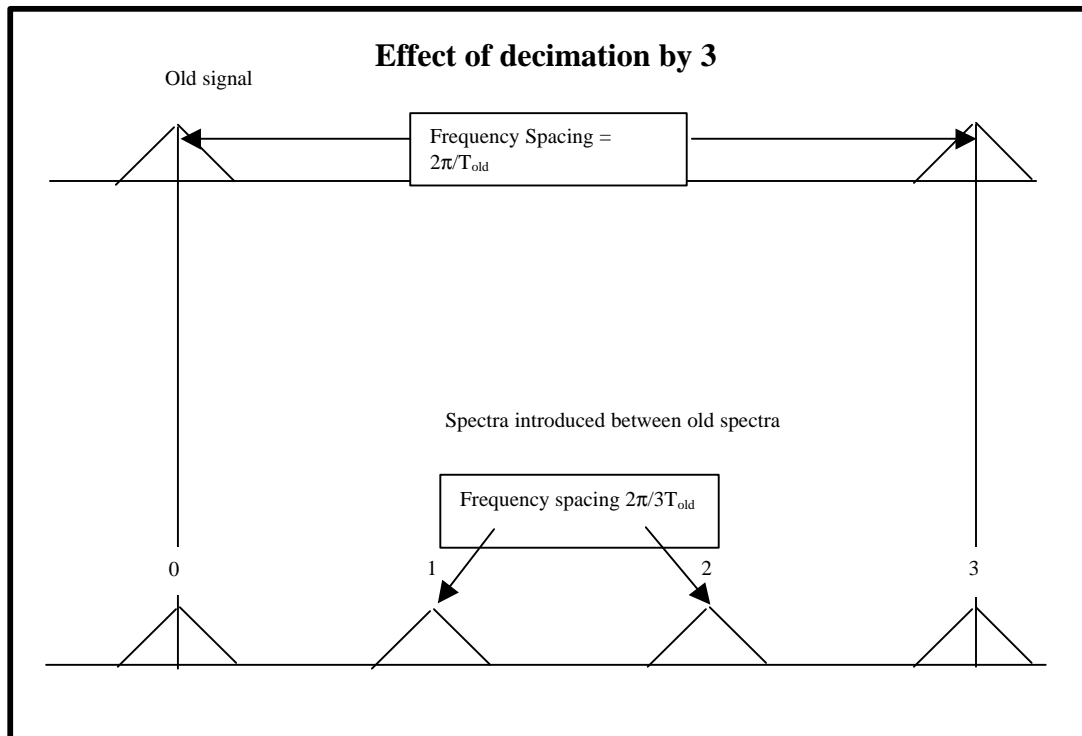 Effect of decimation by 3
Old signal
Frequency Spacing =
2π/T_old
Spectra introduced between old spectra
Frequency spacing 2π/3T_old
0 1 2 3